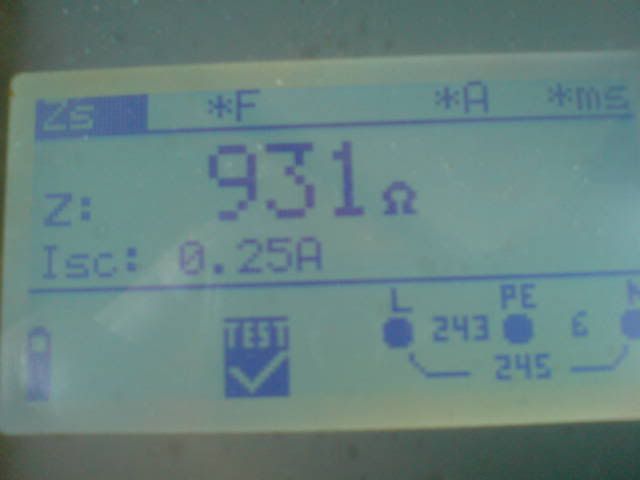 Zs *F *A *ms
Z: 931 Ω
Isc: 0.25A
L PE N
TEST 243 6
245